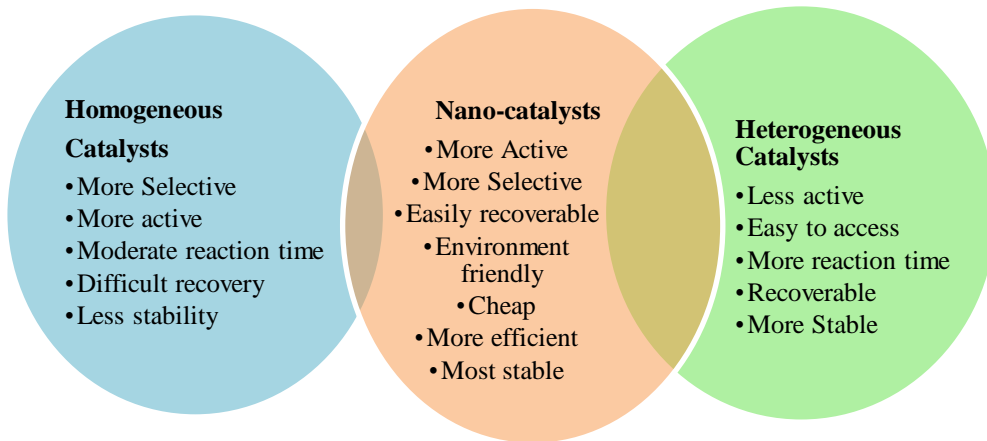 Homogeneous
Catalysts
•More Selective
•More active
•Moderate reaction time
•Difficult recovery
•Less stability
Nano-catalysts
•More Active
•More Selective
•Easily recoverable
•Environment
friendly
•Cheap
•More efficient
•Most stable
Heterogeneous
Catalysts
•Less active
•Easy to access
•More reaction time
•Recoverable
•More Stable